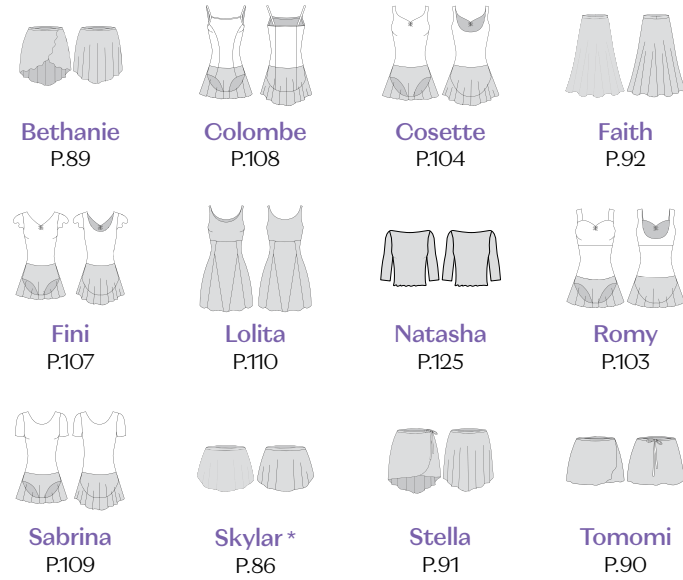 Bethanie
P.89
Colombe
P.108
Cosette
P.104
Faith
P.92
Fini
P.107
Lolita
P.110
Natasha
P.125
Romy
P.103
Sabrina
P.109
Skylar *
P.86
Stella
P.91
Tomomi
P.90